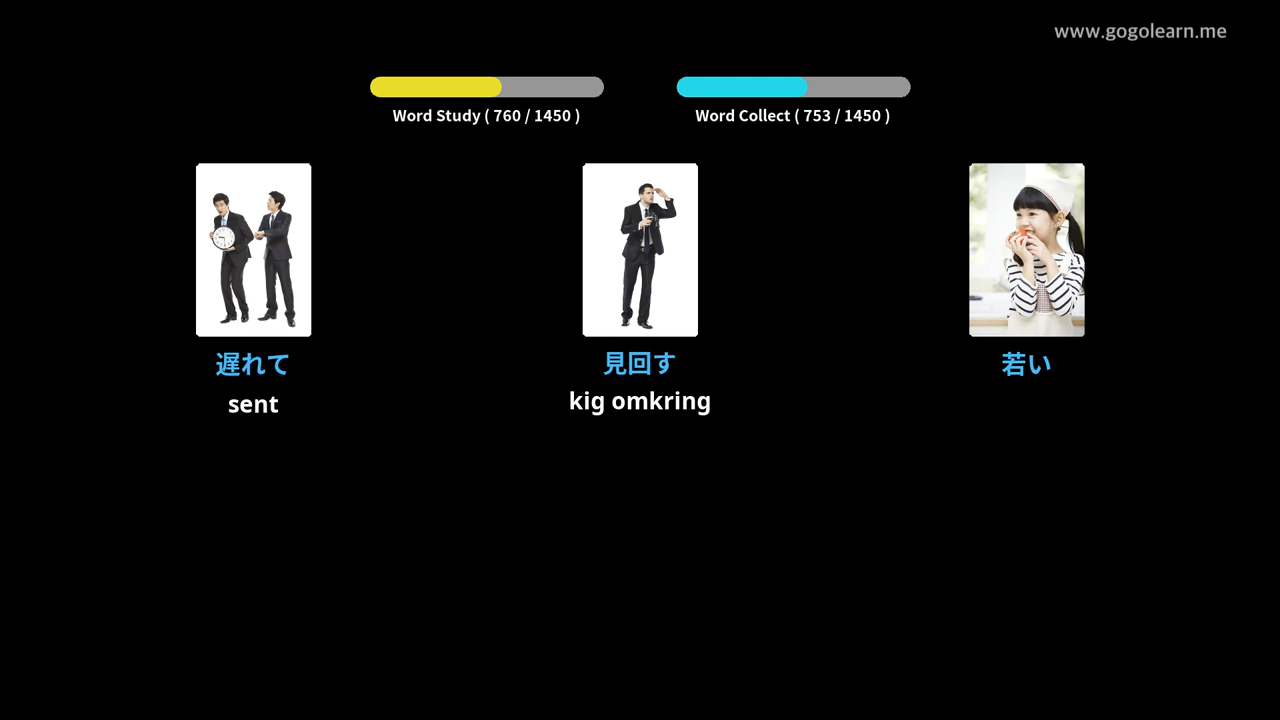 www.gogolearn.me
Word Study ( 760 / 1450 )
Word Collect ( 753 / 1450 )
遅れて
見回す
若い
sent
kig omkring